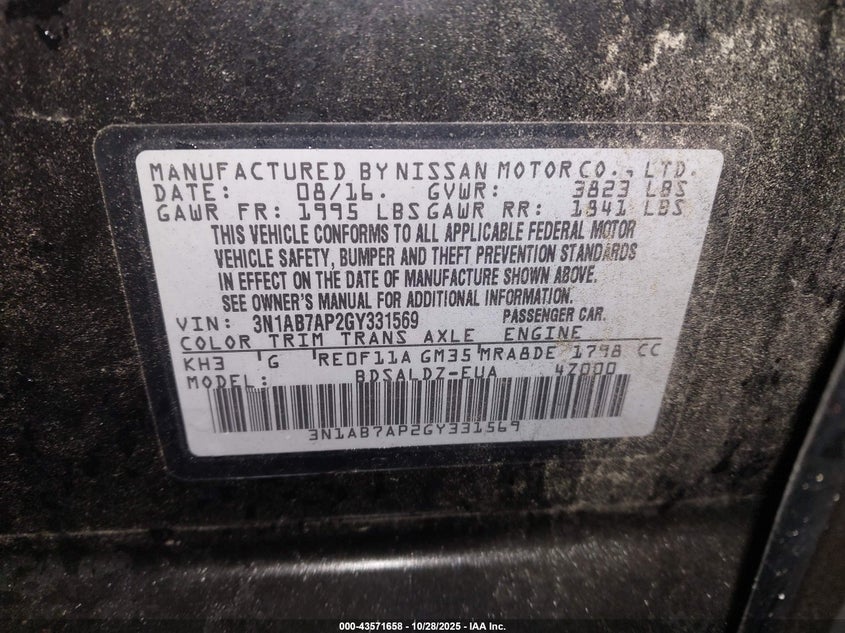 MANUFACTURED BY NISSAN MOTOR CO., LTD.
DATE: 08/16. GVWR: 3823 LBS
GAWR FR: 1995 LBS GAWR RR: 1841 LBS
THIS VEHICLE CONFORMS TO ALL APPLICABLE FEDERAL MOTOR
VEHICLE SAFETY, BUMPER AND THEFT PREVENTION STANDARDS
IN EFFECT ON THE DATE OF MANUFACTURE SHOWN ABOVE.
SEE OWNER'S MANUAL FOR ADDITIONAL INFORMATION.
VIN: 3N1AB7AP2GY331569 PASSENGER CAR.
COLOR TRIM TRANS AXLE ENGINE
KH3 G RE0F11A GM35 MRA8DE 1798 CC
MODEL: BDSALDZ-EUA 4Z000
3N1AB7AP2GY331569
000-43571658 | 10/28/2025 - IAA Inc.